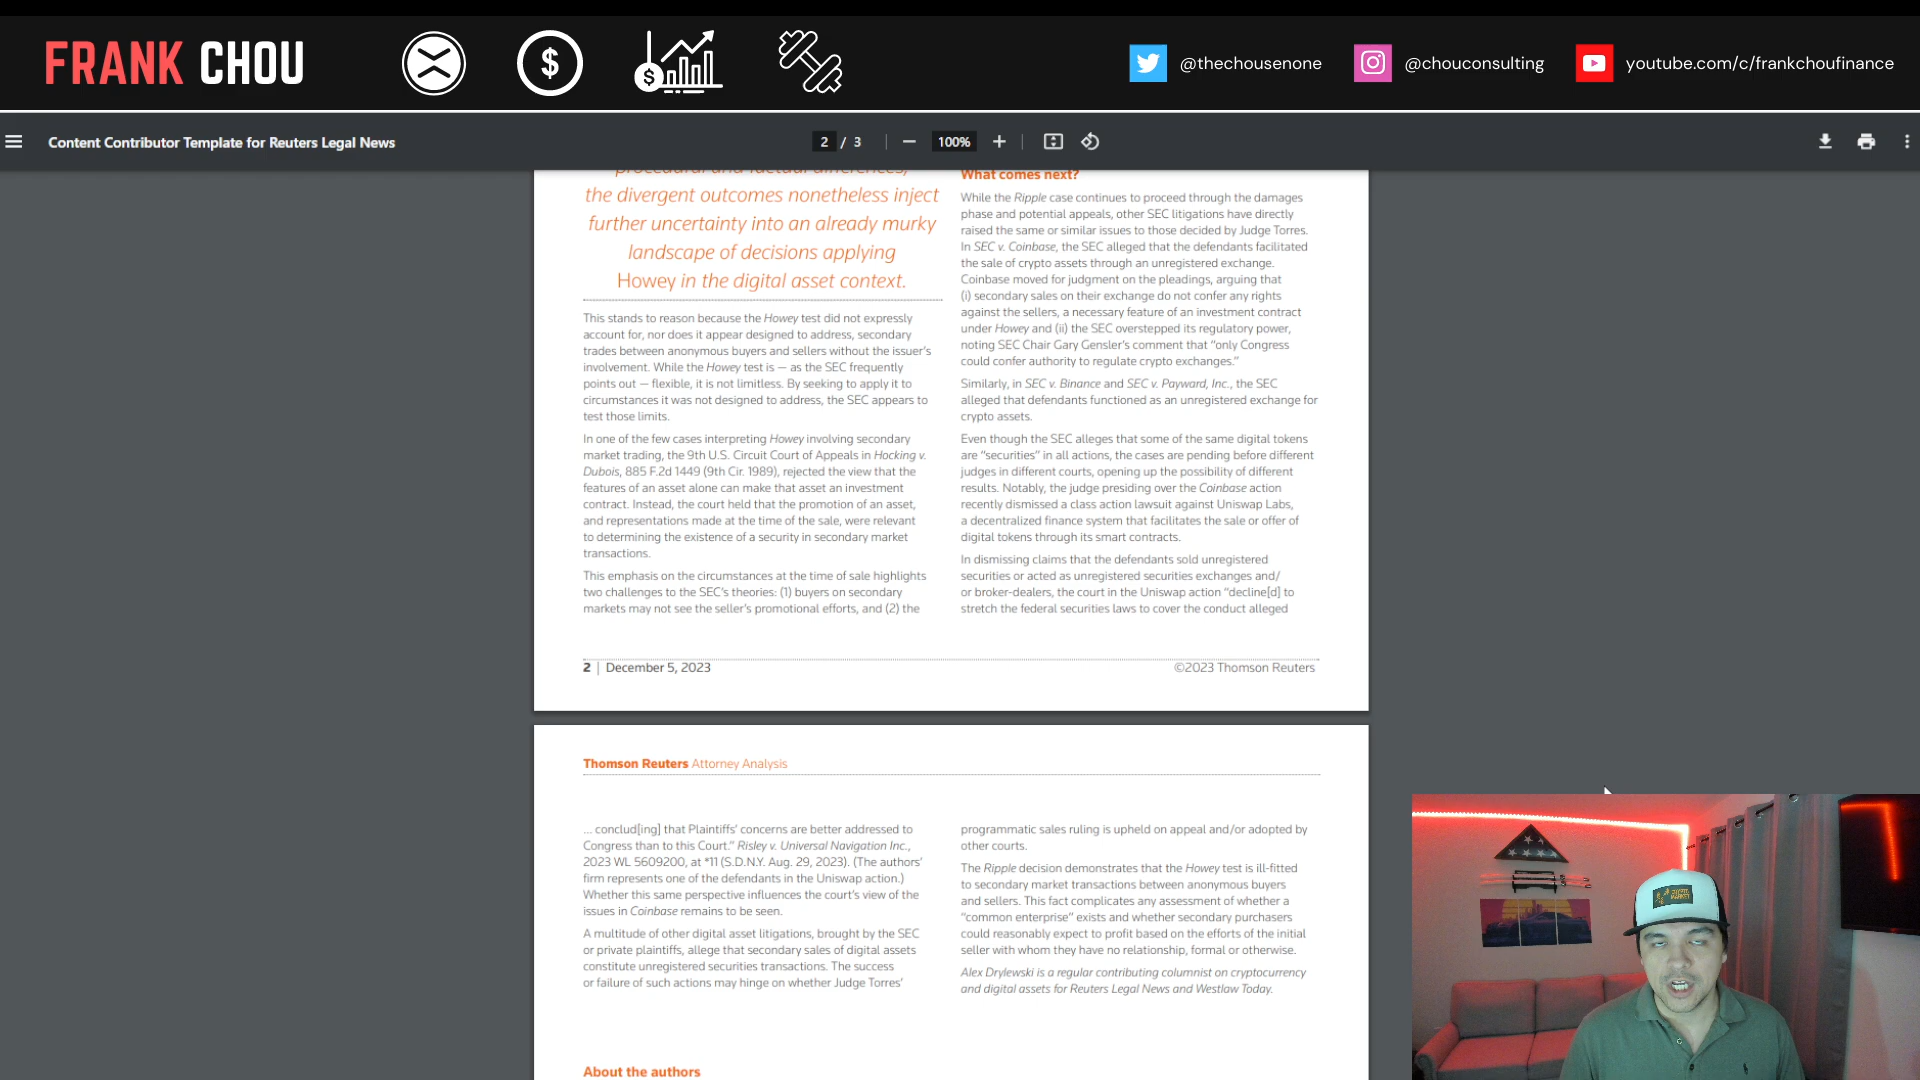 FRANK CHOU
@thechousenone
@chouconsulting
youtube.com/c/frankchoufinance
Content Contributor Template for Reuters Legal News
2 / 3
100%
procedural and factual differences,
the divergent outcomes nonetheless inject
further uncertainty into an already murky
landscape of decisions applying
Howey in the digital asset context.
This stands to reason because the Howey test did not expressly
account for, nor does it appear designed to address, secondary
trades between anonymous buyers and sellers without the issuer's
involvement. While the Howey test is — as the SEC frequently
points out — flexible, it is not limitless. By seeking to apply it to
circumstances it was not designed to address, the SEC appears to
test those limits.
In one of the few cases interpreting Howey involving secondary
market trading, the 9th U.S. Circuit Court of Appeals in Hocking v.
Dubois, 885 F.2d 1449 (9th Cir. 1989), rejected the view that the
features of an asset alone can make that asset an investment
contract. Instead, the court held that the promotion of an asset,
and representations made at the time of the sale, were relevant
to determining the existence of a security in secondary market
transactions.
This emphasis on the circumstances at the time of sale highlights
two challenges to the SEC's theories: (1) buyers on secondary
markets may not see the seller's promotional efforts, and (2) the
What comes next?
While the Ripple case continues to proceed through the damages
phase and potential appeals, other SEC litigations have directly
raised the same or similar issues to those decided by Judge Torres.
In SEC v. Coinbase, the SEC alleged that the defendants facilitated
the sale of crypto assets through an unregistered exchange.
Coinbase moved for judgment on the pleadings, arguing that
(i) secondary sales on their exchange do not confer any rights
against the sellers, a necessary feature of an investment contract
under Howey and (ii) the SEC overstepped its regulatory power,
noting SEC Chair Gary Gensler's comment that "only Congress
could confer authority to regulate crypto exchanges."
Similarly, in SEC v. Binance and SEC v. Payward, Inc., the SEC
alleged that defendants functioned as an unregistered exchange for
crypto assets.
Even though the SEC alleges that some of the same digital tokens
are "securities" in all actions, the cases are pending before different
judges in different courts, opening up the possibility of different
results. Notably, the judge presiding over the Coinbase action
recently dismissed a class action lawsuit against Uniswap Labs,
a decentralized finance system that facilitates the sale or offer of
digital tokens through its smart contracts.
In dismissing claims that the defendants sold unregistered
securities or acted as unregistered securities exchanges and/
or broker-dealers, the court in the Uniswap action "decline[d] to
stretch the federal securities laws to cover the conduct alleged
2 | December 5, 2023
©2023 Thomson Reuters
Thomson Reuters Attorney Analysis
... conclud[ing] that Plaintiffs' concerns are better addressed to
Congress than to this Court." Risley v. Universal Navigation Inc.,
2023 WL 5609200, at *11 (S.D.N.Y. Aug. 29, 2023). (The authors'
firm represents one of the defendants in the Uniswap action.)
Whether this same perspective influences the court's view of the
issues in Coinbase remains to be seen.
A multitude of other digital asset litigations, brought by the SEC
or private plaintiffs, allege that secondary sales of digital assets
constitute unregistered securities transactions. The success
or failure of such actions may hinge on whether Judge Torres'
programmatic sales ruling is upheld on appeal and/or adopted by
other courts.
The Ripple decision demonstrates that the Howey test is ill-fitted
to secondary market transactions between anonymous buyers
and sellers. This fact complicates any assessment of whether a
"common enterprise" exists and whether secondary purchasers
could reasonably expect to profit based on the efforts of the initial
seller with whom they have no relationship, formal or otherwise.
Alex Drylewski is a regular contributing columnist on cryptocurrency
and digital assets for Reuters Legal News and Westlaw Today.
About the authors